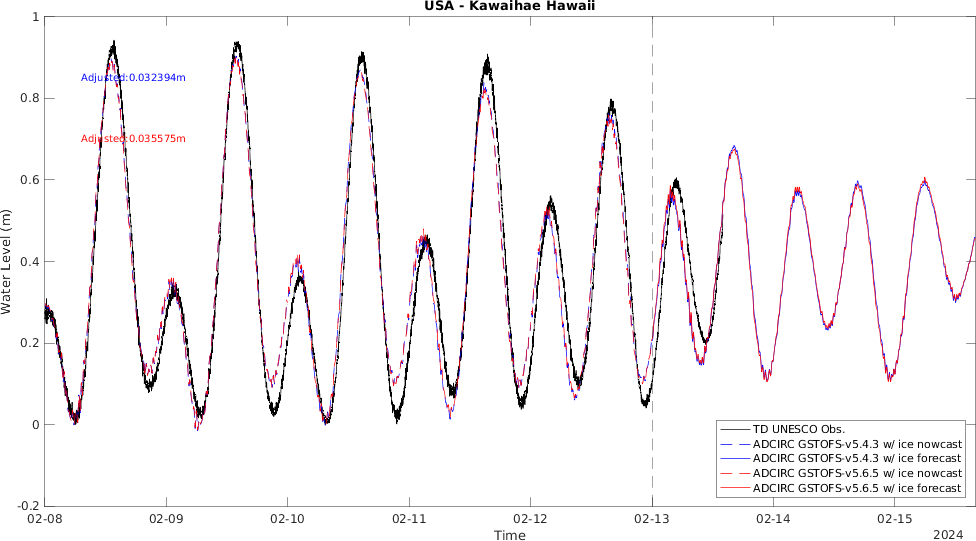 USA - Kawaihae Hawaii
1
0.8
0.6
0.4
0.2
0
-0.2
Water Level (m)
Adjusted:0.032394m
Adjusted:0.035575m
TD UNESCO Obs.
ADCIRC GSTOFS-v5.4.3 w/ ice nowcast
ADCIRC GSTOFS-v5.4.3 w/ ice forecast
ADCIRC GSTOFS-v5.6.5 w/ ice nowcast
ADCIRC GSTOFS-v5.6.5 w/ ice forecast
02-08 02-09 02-10 02-11 02-12 02-13 02-14 02-15
Time 2024